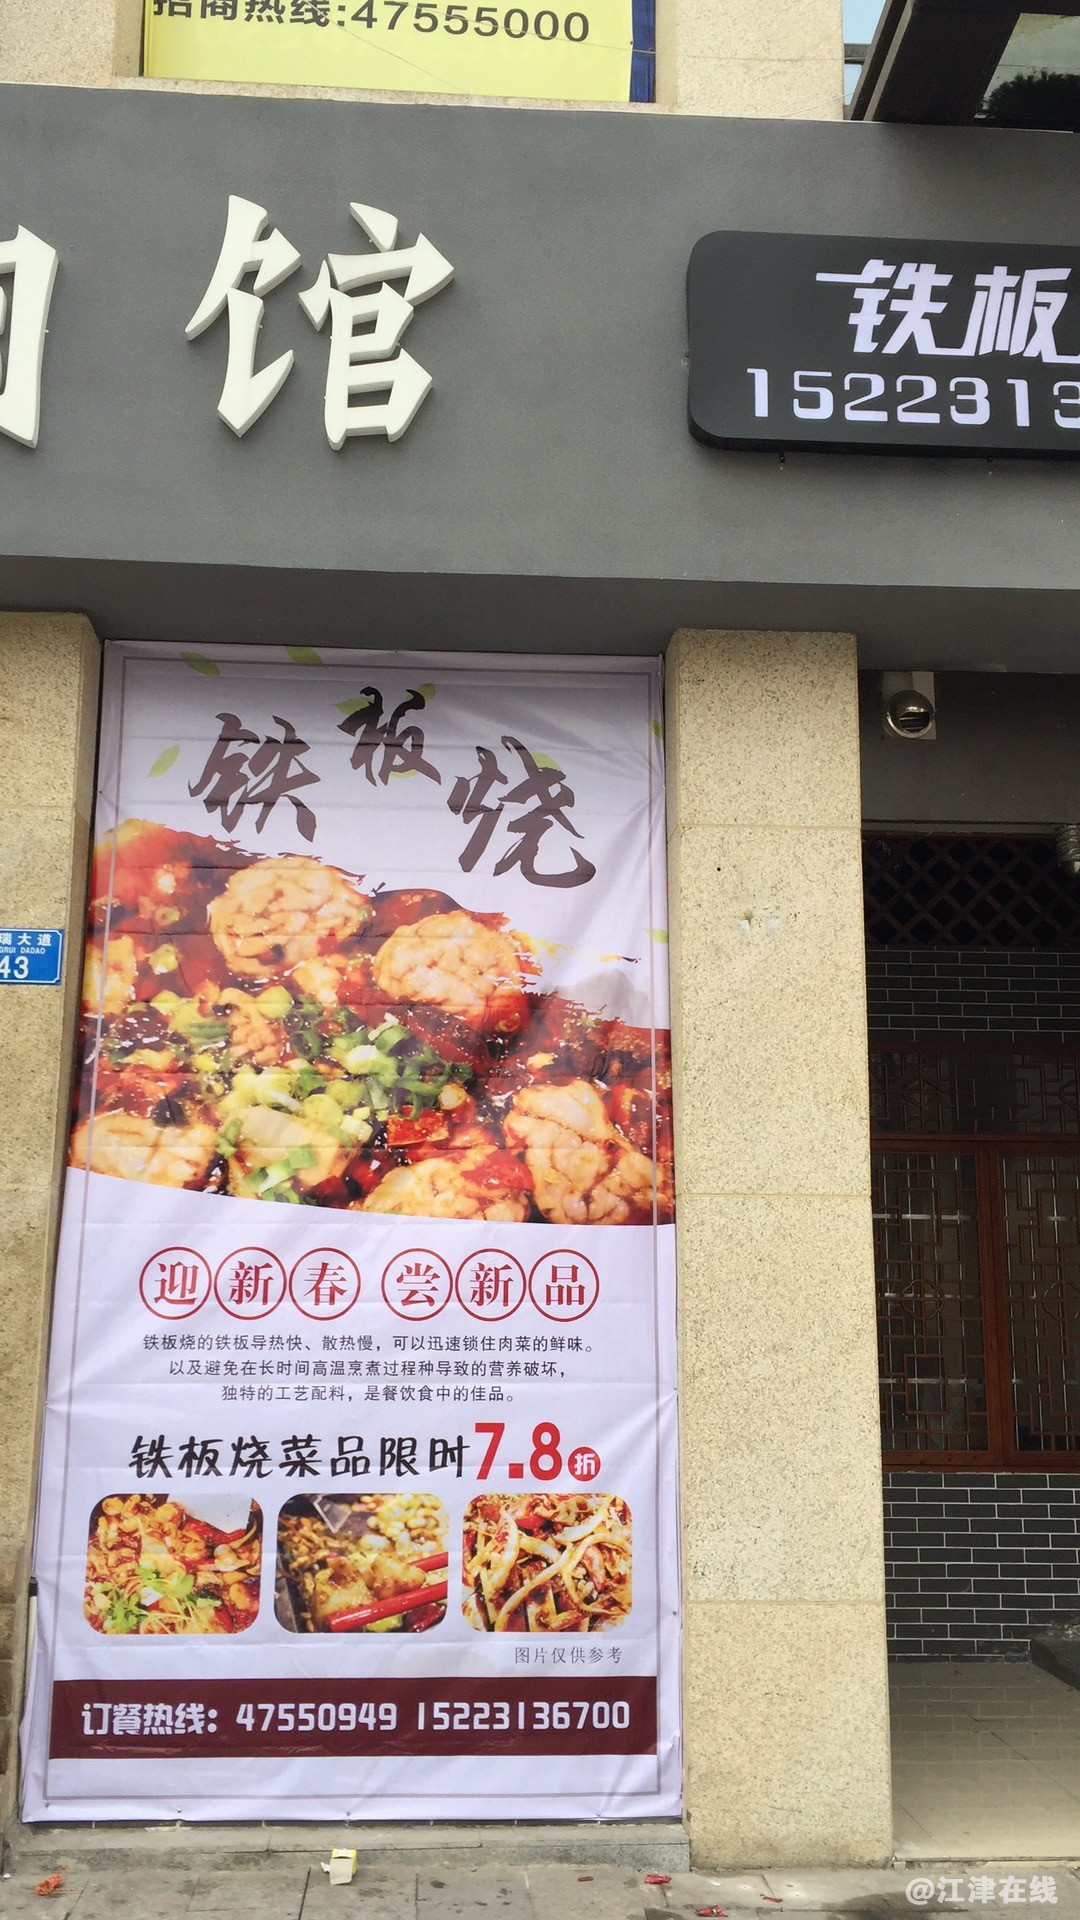 招商热线:47555000
馆
铁板
1522313
铁板烧
瑞大道
GRUI DADAO
43
迎新春 尝新品
铁板烧的铁板导热快、散热慢，可以迅速锁住肉菜的鲜味。
以及避免在长时间高温烹煮过程种导致的营养破坏，
独特的工艺配料，是餐饮食中的佳品。
铁板烧菜品限时7.8折
图片仅供参考
订餐热线：47550949 15223136700
@江津在线